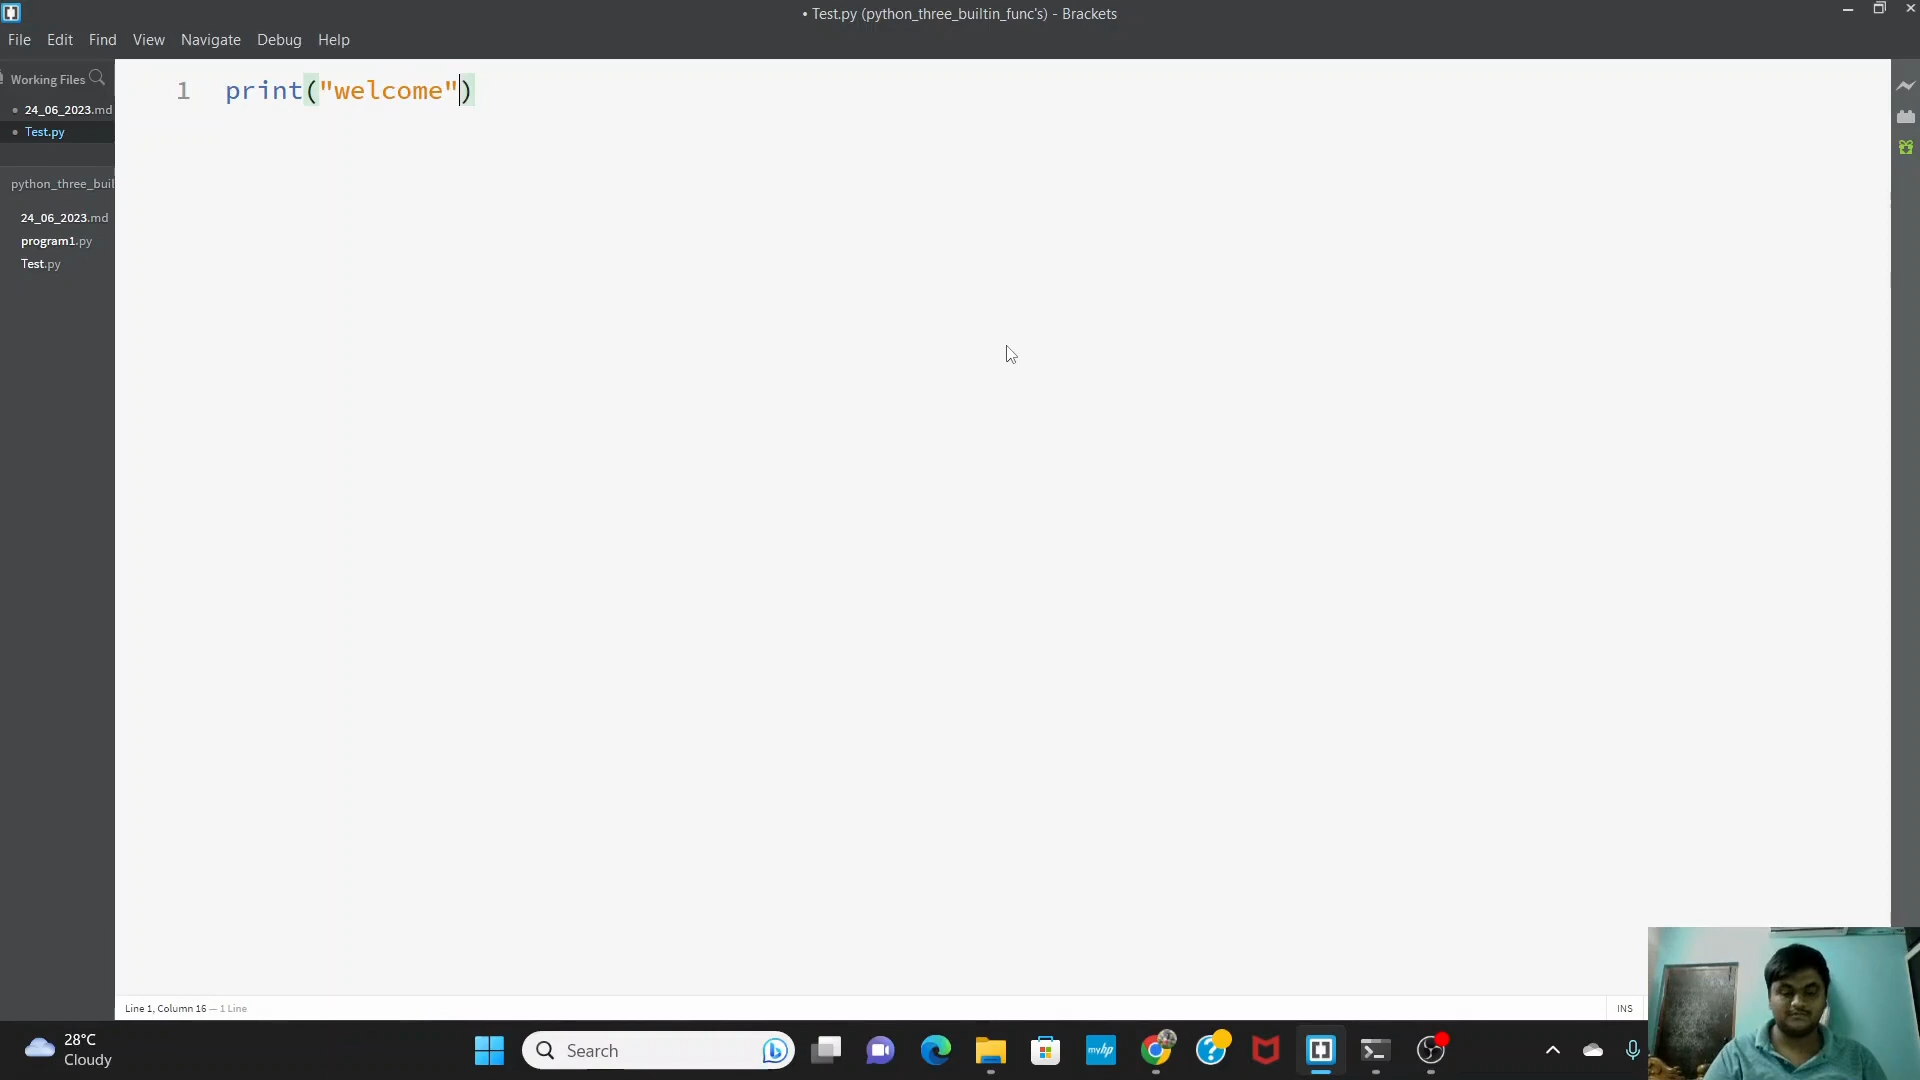 • Test.py (python_three_builtin_func's) - Brackets
File Edit Find View Navigate Debug Help
Working Files
• 24_06_2023.md
• Test.py
python_three_buil
24_06_2023.md
program1.py
Test.py
1 print("welcome")
Line 1, Column 16 — 1 Line
INS
28°C
Cloudy
Search
myhp